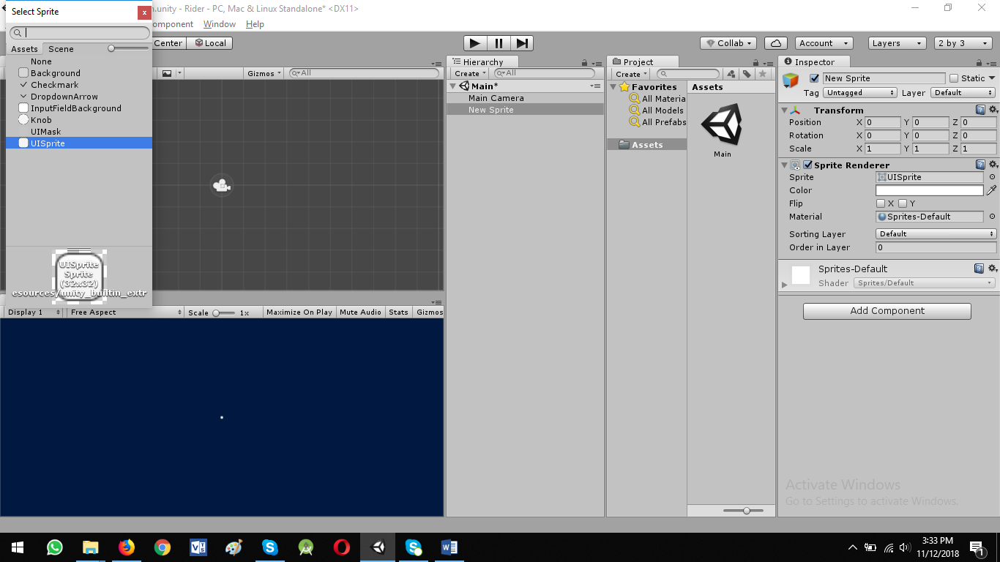 Select Sprite
x
n.unity - Rider - PC, Mac & Linux Standalone* <DX11>
omponent Window Help
Assets Scene
None
Background
Checkmark
DropdownArrow
InputFieldBackground
Knob
UIMask
UISprite
UISprite
Sprite
(32x32)
esources/unity_builtin_extr
Center Local
Collab Account Layers 2 by 3
Gizmos All
Display 1 Free Aspect Scale 1x Maximize On Play Mute Audio Stats Gizmos
Hierarchy
Create All
Main*
Main Camera
New Sprite
Project
Create
Favorites
All Materia
All Models
All Prefabs
Assets
Assets
Main
Inspector
New Sprite Static
Tag Untagged Layer Default
Transform
Position X 0 Y 0 Z 0
Rotation X 0 Y 0 Z 0
Scale X 1 Y 1 Z 1
Sprite Renderer
Sprite UISprite
Color
Flip X Y
Material Sprites-Default
Sorting Layer Default
Order in Layer 0
Sprites-Default
Shader Sprites/Default
Add Component
Activate Windows
Go to Settings to activate Windows.
3:33 PM
11/12/2018
1